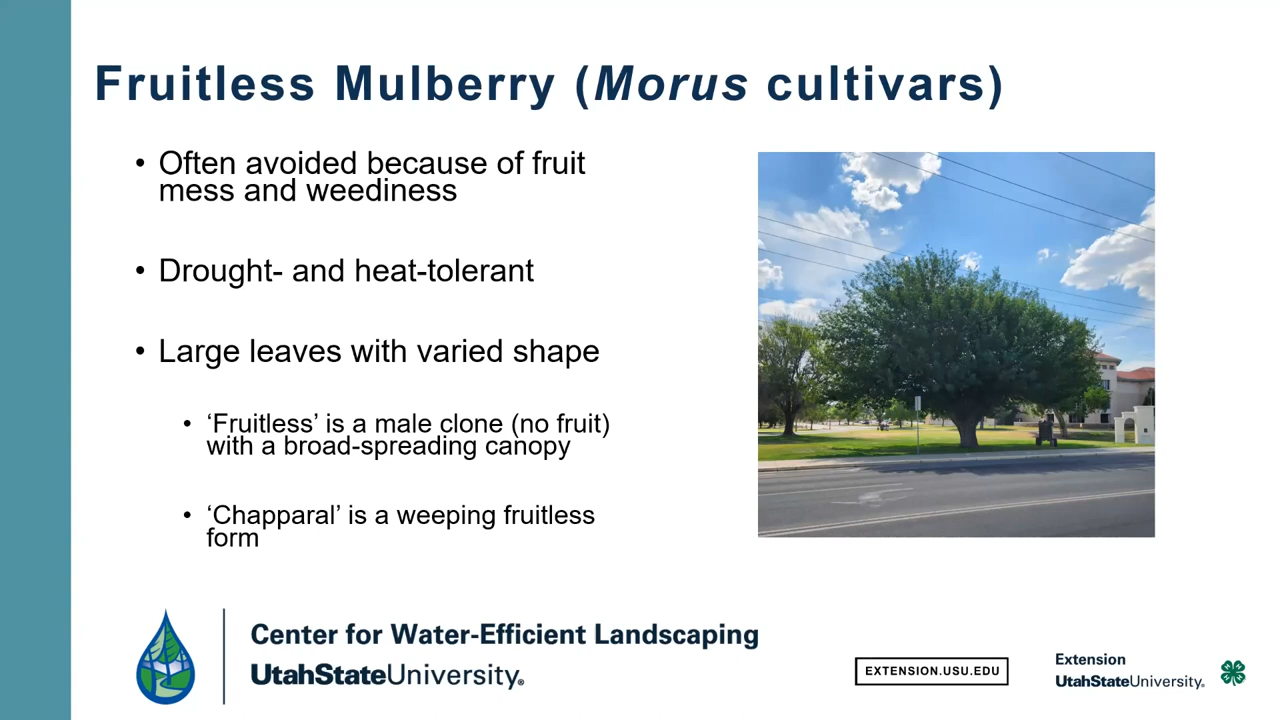 Fruitless Mulberry (Morus cultivars)
• Often avoided because of fruit
mess and weediness
• Drought- and heat-tolerant
• Large leaves with varied shape
• ‘Fruitless’ is a male clone (no fruit)
with a broad-spreading canopy
• ‘Chapparal’ is a weeping fruitless
form
Center for Water-Efficient Landscaping
UtahStateUniversity®
EXTENSION.USU.EDU
Extension
UtahStateUniversity®